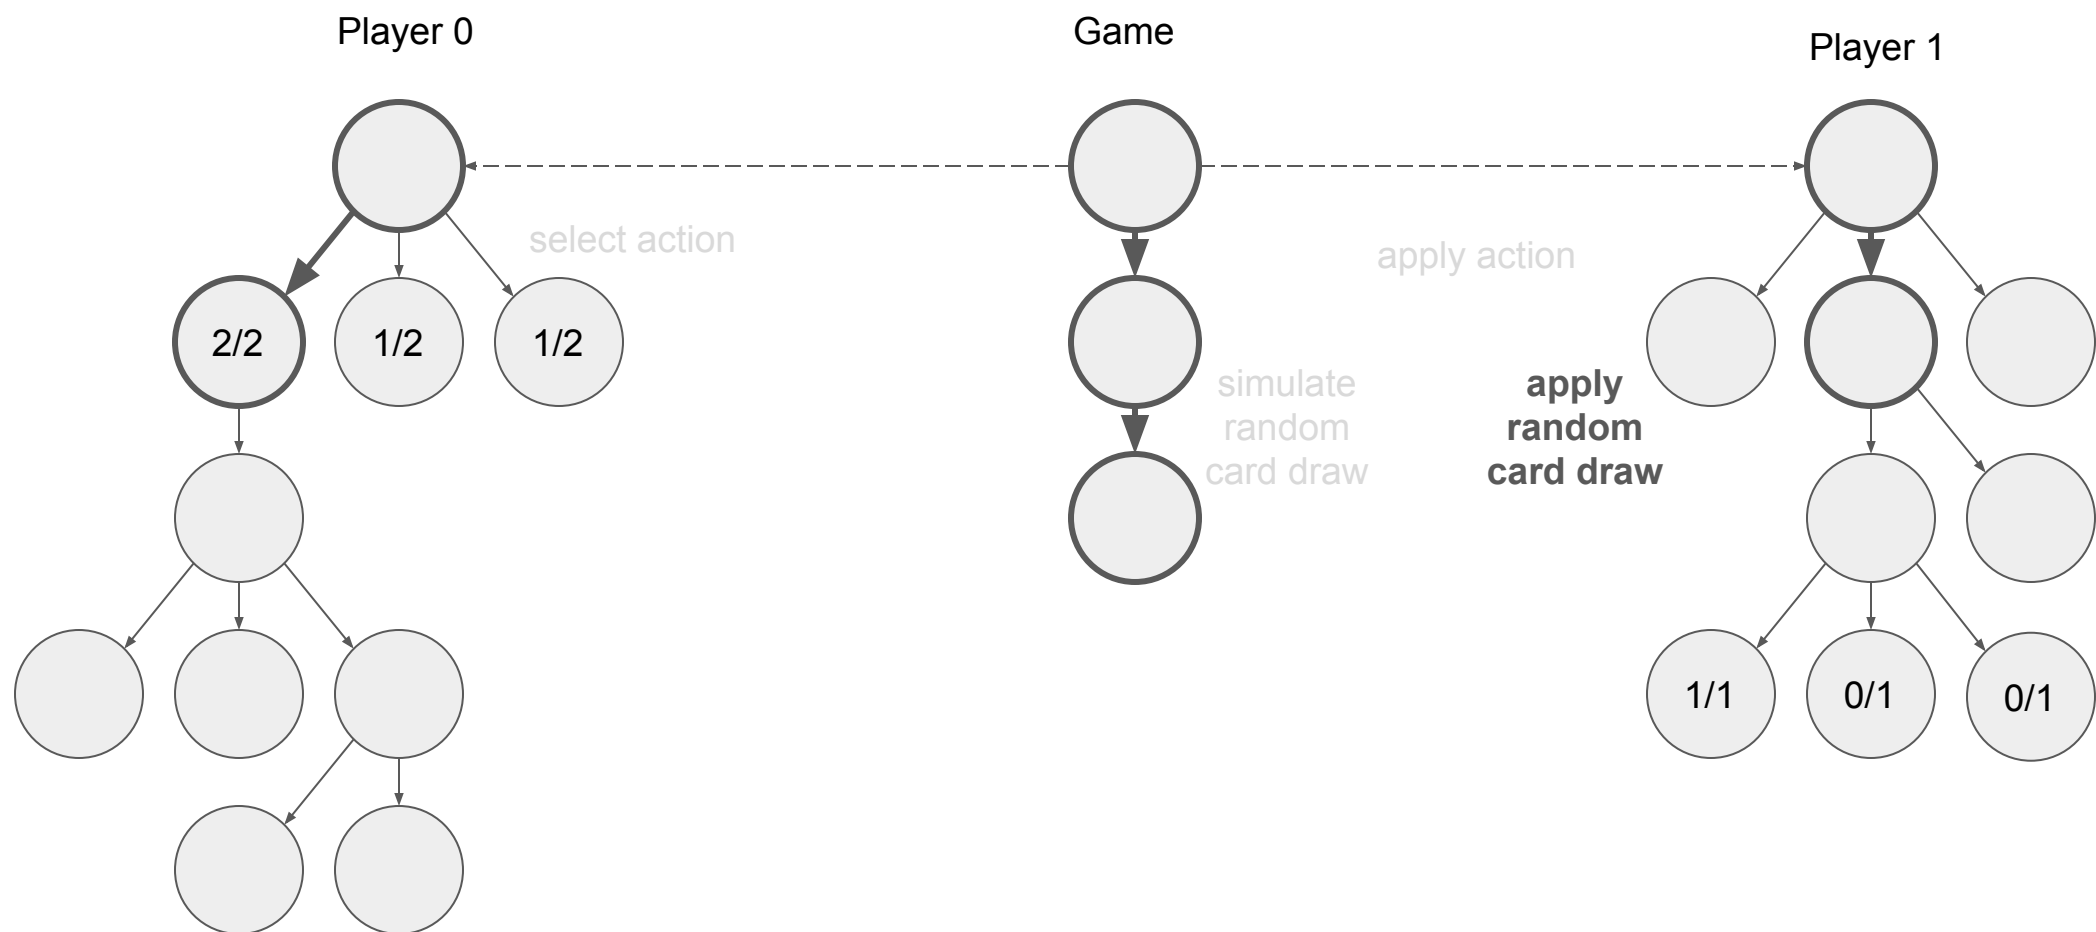 Player 0
Game
Player 1
select action
apply action
2/2
1/2
1/2
simulate
random
card draw
apply
random
card draw
1/1
0/1
0/1